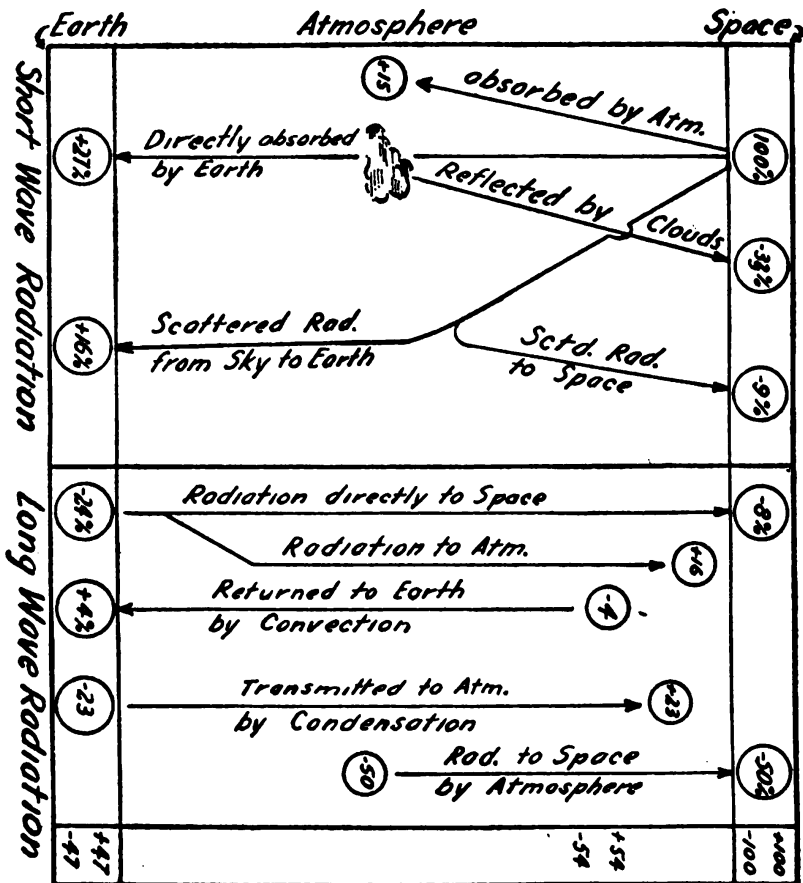 Earth Atmosphere Space
Short Wave Radiation
+15
absorbed by Atm.
+27%
Directly absorbed
by Earth
100%
Reflected by Clouds
-33%
+16%
Scattered Rad.
from Sky to Earth
Sctd. Rad.
to Space
-9%
Long Wave Radiation
-24%
Radiation directly to Space
-8%
Radiation to Atm.
+16
+4%
Returned to Earth
by Convection
-4
-23
Transmitted to Atm.
by Condensation
+23
-50
Rad. to Space
by Atmosphere
-50%
+47
-47
+54
-54
+100
-100